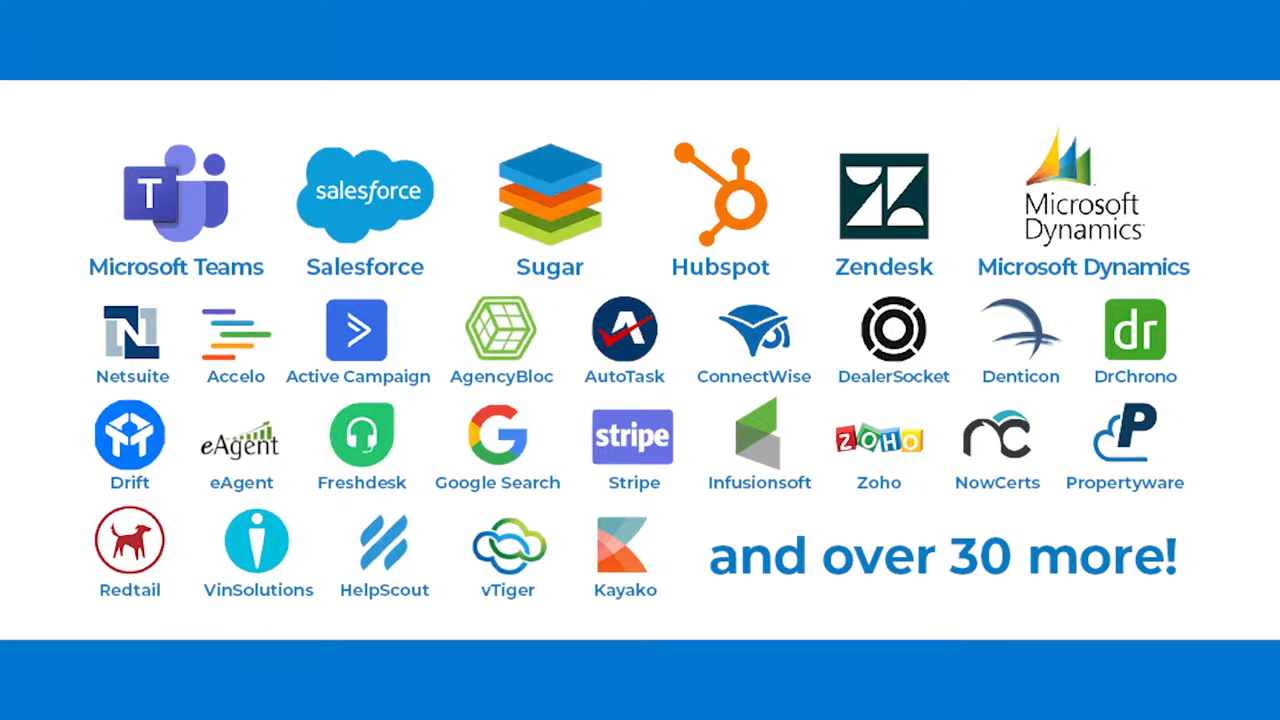 T
salesforce
Microsoft
Dynamics
Microsoft Teams Salesforce Sugar Hubspot Zendesk Microsoft Dynamics
N
dr
Netsuite Accelo Active Campaign AgencyBloc AutoTask ConnectWise DealerSocket Denticon DrChrono
eAgent
stripe
ZOHO
nc
P
Drift eAgent Freshdesk Google Search Stripe Infusionsoft Zoho NowCerts Propertyware
and over 30 more!
Redtail VinSolutions HelpScout vTiger Kayako